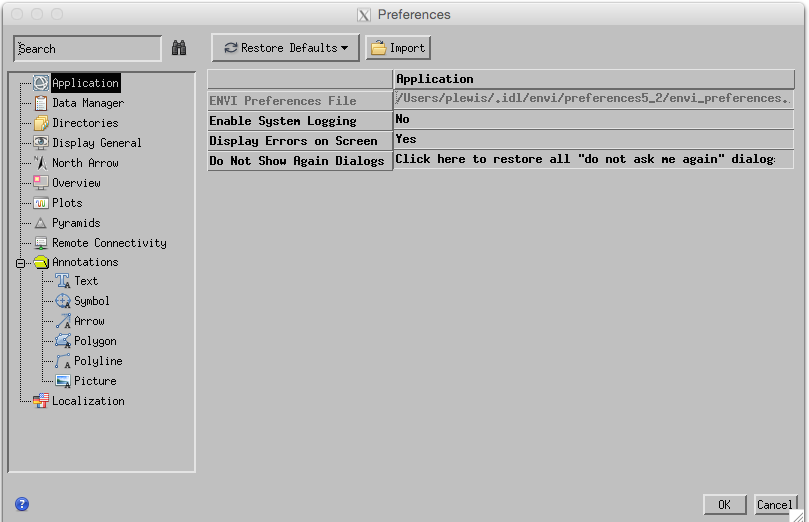 Preferences
Search
Restore Defaults
Import
Application
Data Manager
Directories
Display General
North Arrow
Overview
Plots
Pyramids
Remote Connectivity
Annotations
Text
Symbol
Arrow
Polygon
Polyline
Picture
Localization
Application
ENVI Preferences File /Users/plewis/.idl/envi/preferences5_2/envi_preferences.
Enable System Logging No
Display Errors on Screen Yes
Do Not Show Again Dialogs Click here to restore all "do not ask me again" dialog
OK Cancel